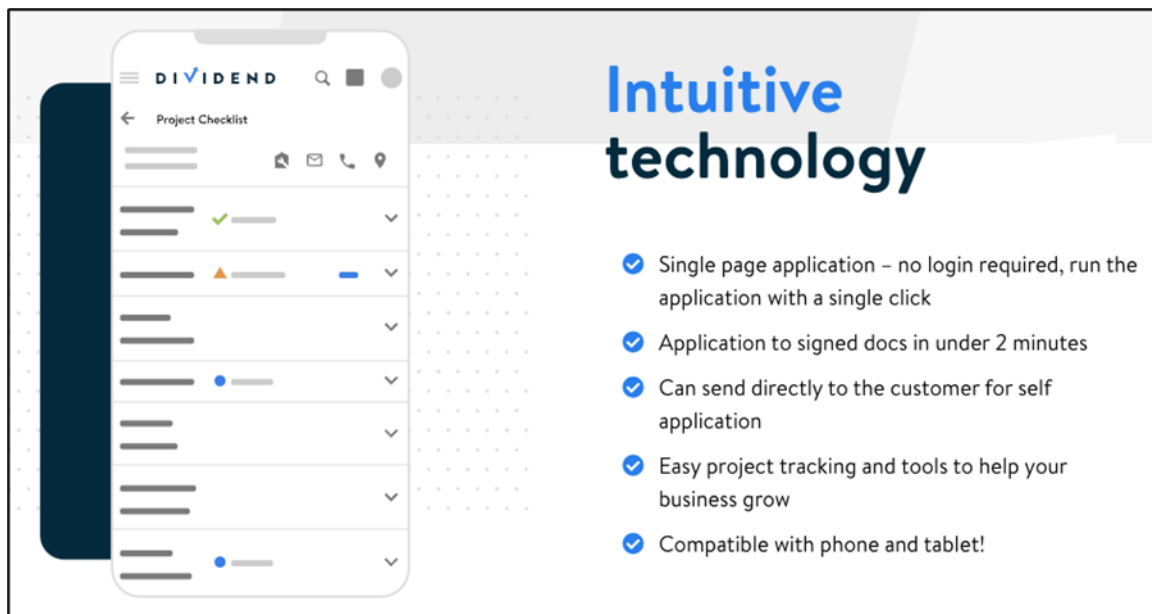 DIVIDEND
Project Checklist
Intuitive
technology
Single page application – no login required, run the
application with a single click
Application to signed docs in under 2 minutes
Can send directly to the customer for self
application
Easy project tracking and tools to help your
business grow
Compatible with phone and tablet!